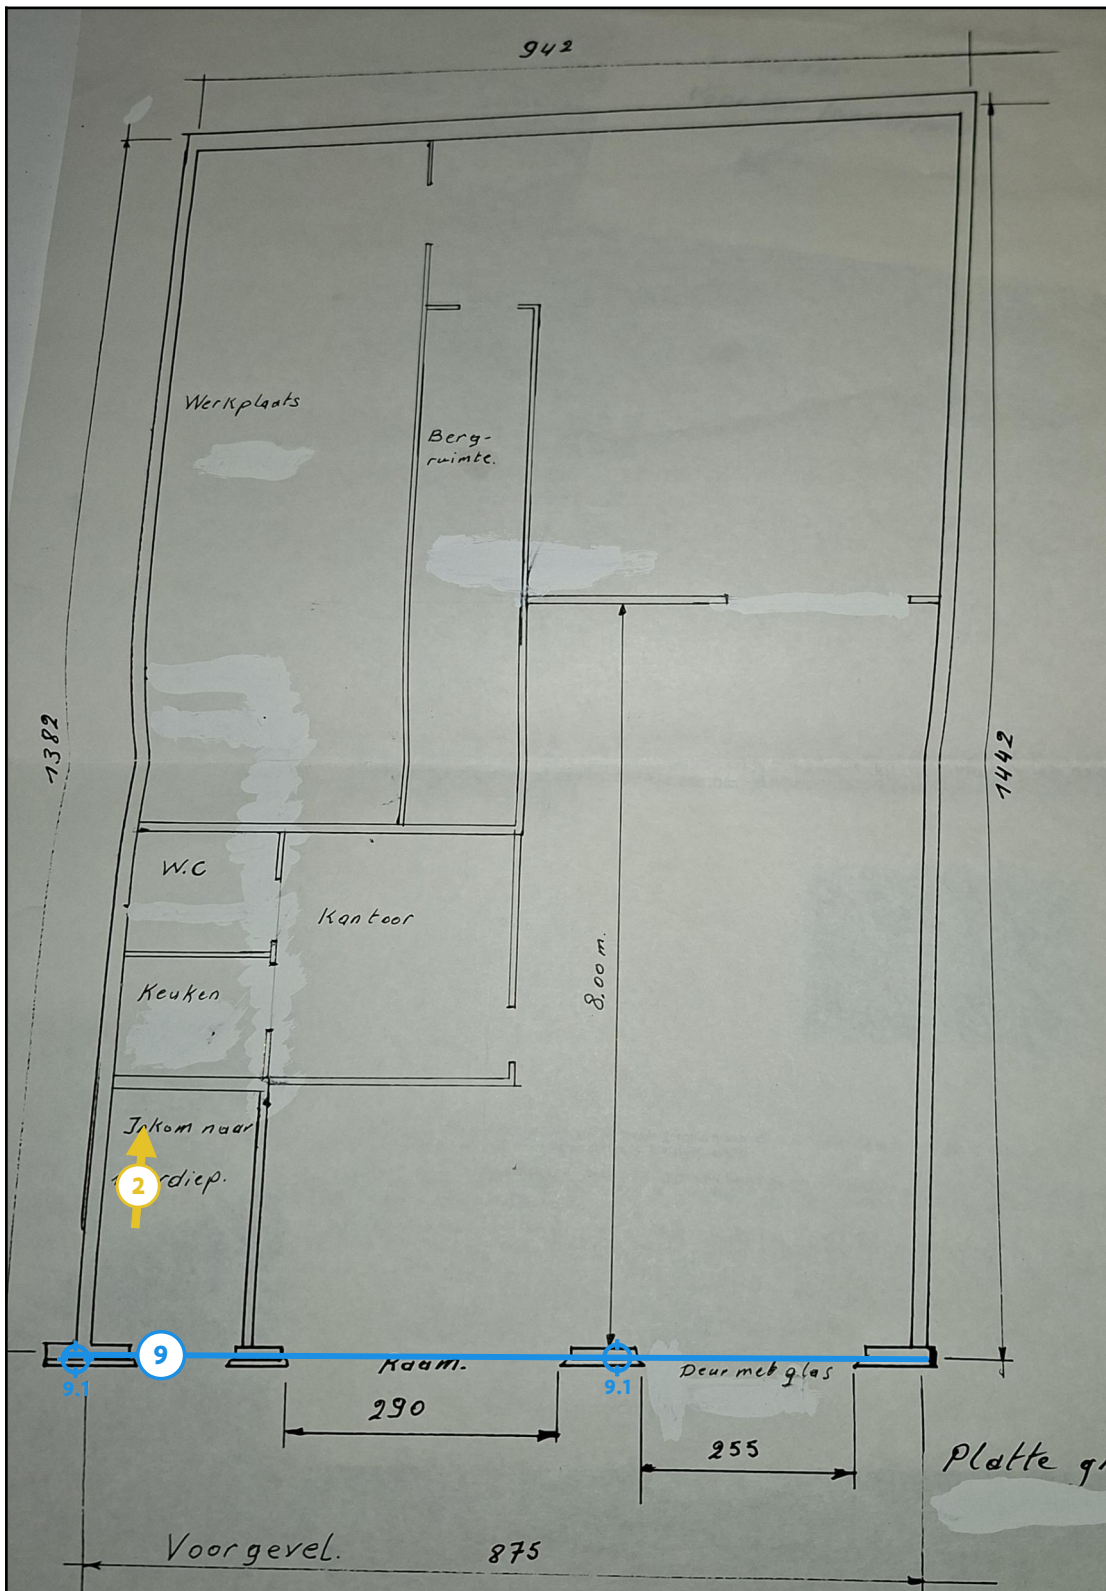 942
Werkplaats
Berg-
ruimte.
1382
1442
W.C
Kantoor
8.00 m.
Keuken
Inkom naar
rdiep.
2
9
Raam.
Deur met glas
9.1
9.1
290
255
Platte gr
Voorgevel.
875